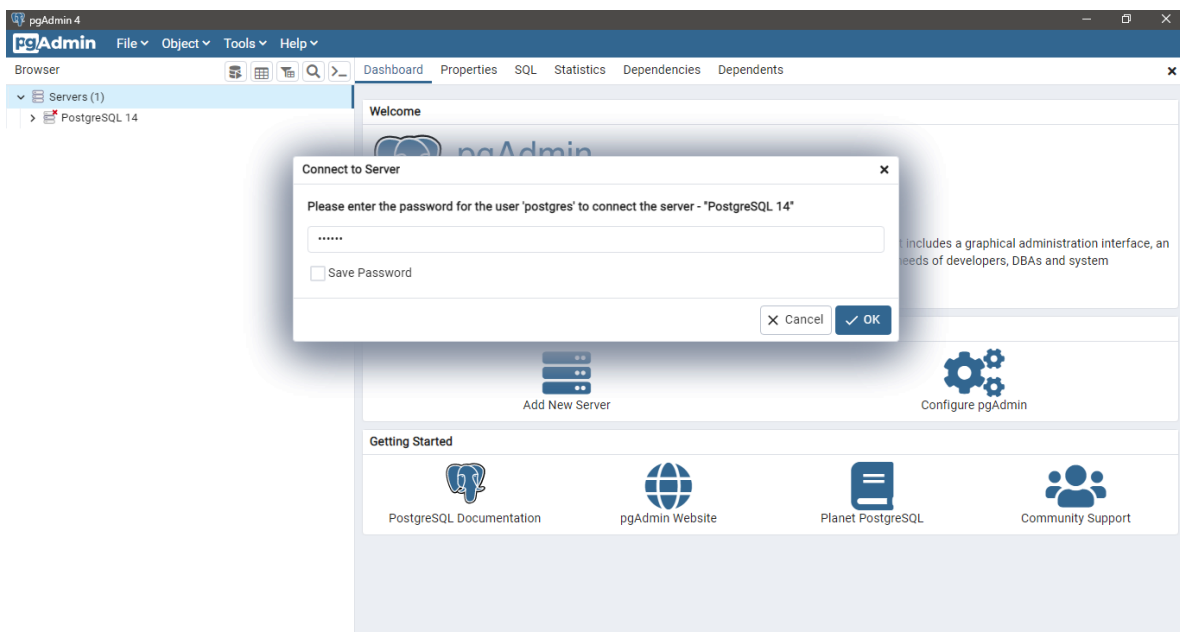 pgAdmin 4
pgAdmin File Object Tools Help
Browser
Dashboard Properties SQL Statistics Dependencies Dependents
Servers (1)
PostgreSQL 14
Welcome
pgAdmin
Connect to Server
Please enter the password for the user 'postgres' to connect the server - "PostgreSQL 14"
••••••
Save Password
Cancel OK
includes a graphical administration interface, an
needs of developers, DBAs and system
Add New Server
Configure pgAdmin
Getting Started
PostgreSQL Documentation
pgAdmin Website
Planet PostgreSQL
Community Support